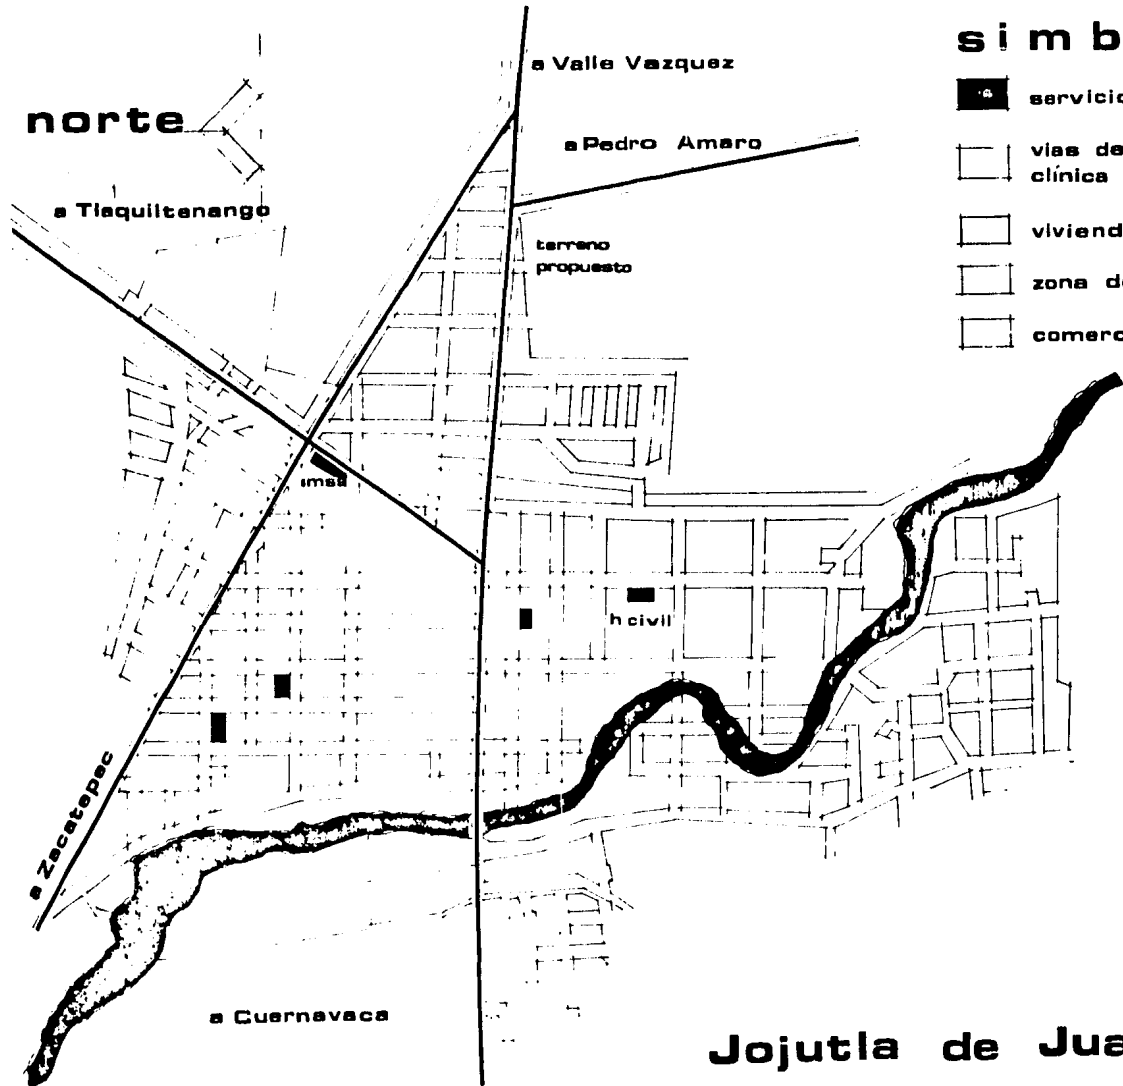 simb
servicio
vias de
clínica
viviend
zona de
comerc
norte
a Valle Vazquez
a Pedro Amaro
a Tlaquiltenango
terreno
propuesto
imss
h civil
a Zacatepec
a Cuernavaca
Jojutla de Jua